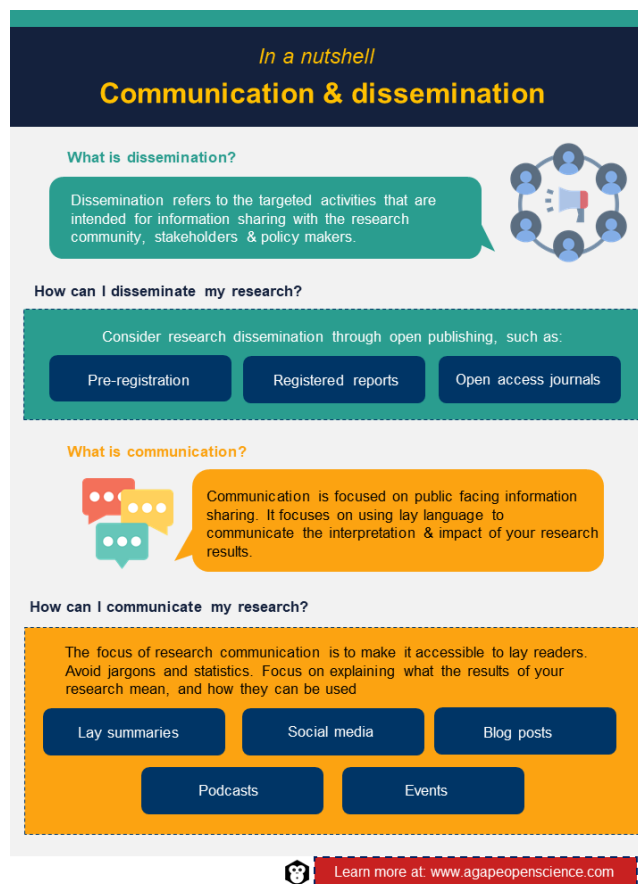 In a nutshell
Communication & dissemination
What is dissemination?
Dissemination refers to the targeted activities that are
intended for information sharing with the research
community, stakeholders & policy makers.
How can I disseminate my research?
Consider research dissemination through open publishing, such as:
Pre-registration
Registered reports
Open access journals
What is communication?
Communication is focused on public facing information
sharing. It focuses on using lay language to
communicate the interpretation & impact of your research
results.
How can I communicate my research?
The focus of research communication is to make it accessible to lay readers.
Avoid jargons and statistics. Focus on explaining what the results of your
research mean, and how they can be used
Lay summaries
Social media
Blog posts
Podcasts
Events
Learn more at: www.agapeopenscience.com